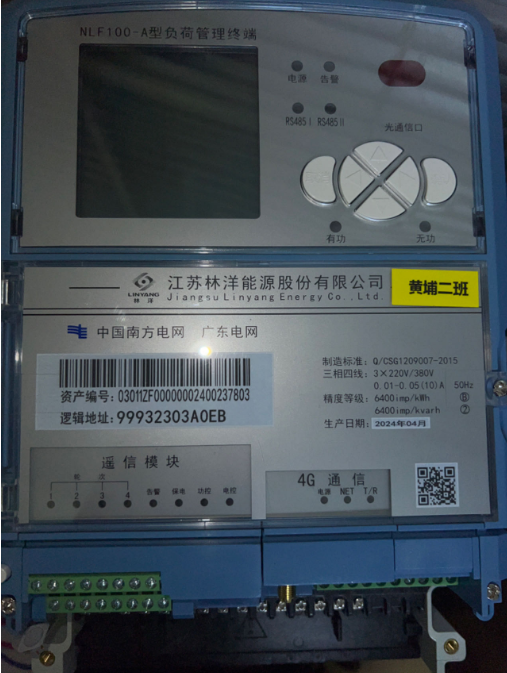 NLF100-A型负荷管理终端
电源 告警
RS485 I RS485 II
光通信口
有功 无功
LINYANG
林洋
江苏林洋能源股份有限公司
Jiangsu Linyang Energy Co., Ltd.
黄埔二班
中国南方电网 广东电网
制造标准: Q/CSG1209007-2015
三相四线: 3×220V/380V
0.01-0.05(10)A 50Hz
精度等级: 6400imp/kWh Ⓑ
6400imp/kvarh ②
生产日期: 2024年04月
资产编号: 03011ZF00000002400237803
逻辑地址: 99932303A0EB
遥信模块
轮 次
1 2 3 4 告警 保电 功控 电控
4G 通信
电源 NET T/R